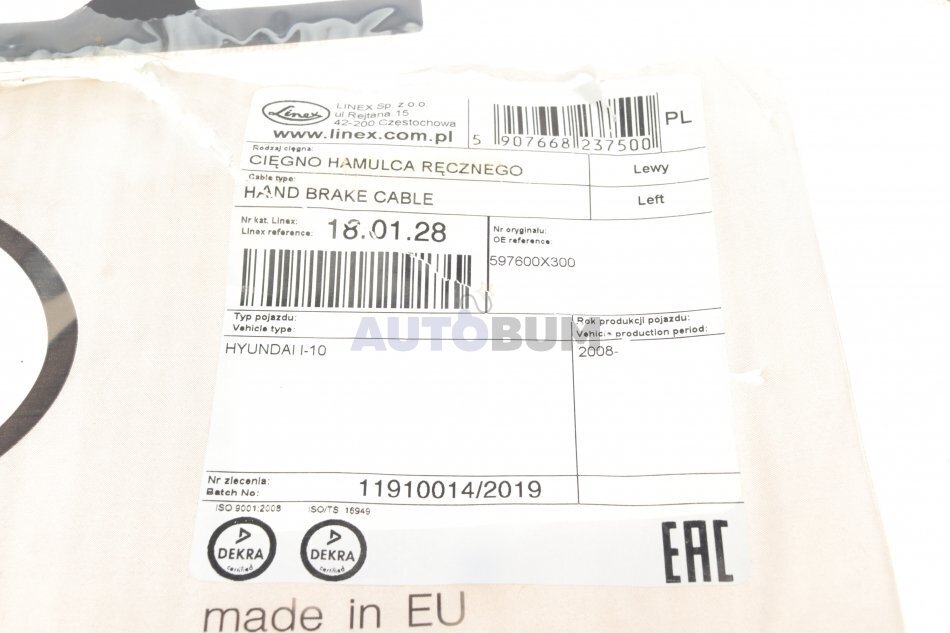 Linex
LINEX Sp. z o.o.
ul Rejtana 15
42-200 Częstochowa
www.linex.com.pl
5 907668 237500
PL
Rodzaj cięgna:
CIĘGNO HAMULCA RĘCZNEGO
Lewy
Cable type:
HAND BRAKE CABLE
Left
Nr kat. Linex:
Linex reference:
18.01.28
Nr oryginału:
OE reference:
597600X300
Typ pojazdu:
Vehicle type:
Rok produkcji pojazdu:
Vehicle production period:
AUTOBUM
HYUNDAI I-10
2008-
Nr zlecenia:
Batch No:
11910014/2019
ISO 9001:2008
ISO/TS 16949
DEKRA
certified
DEKRA
certified
EAC
made in EU